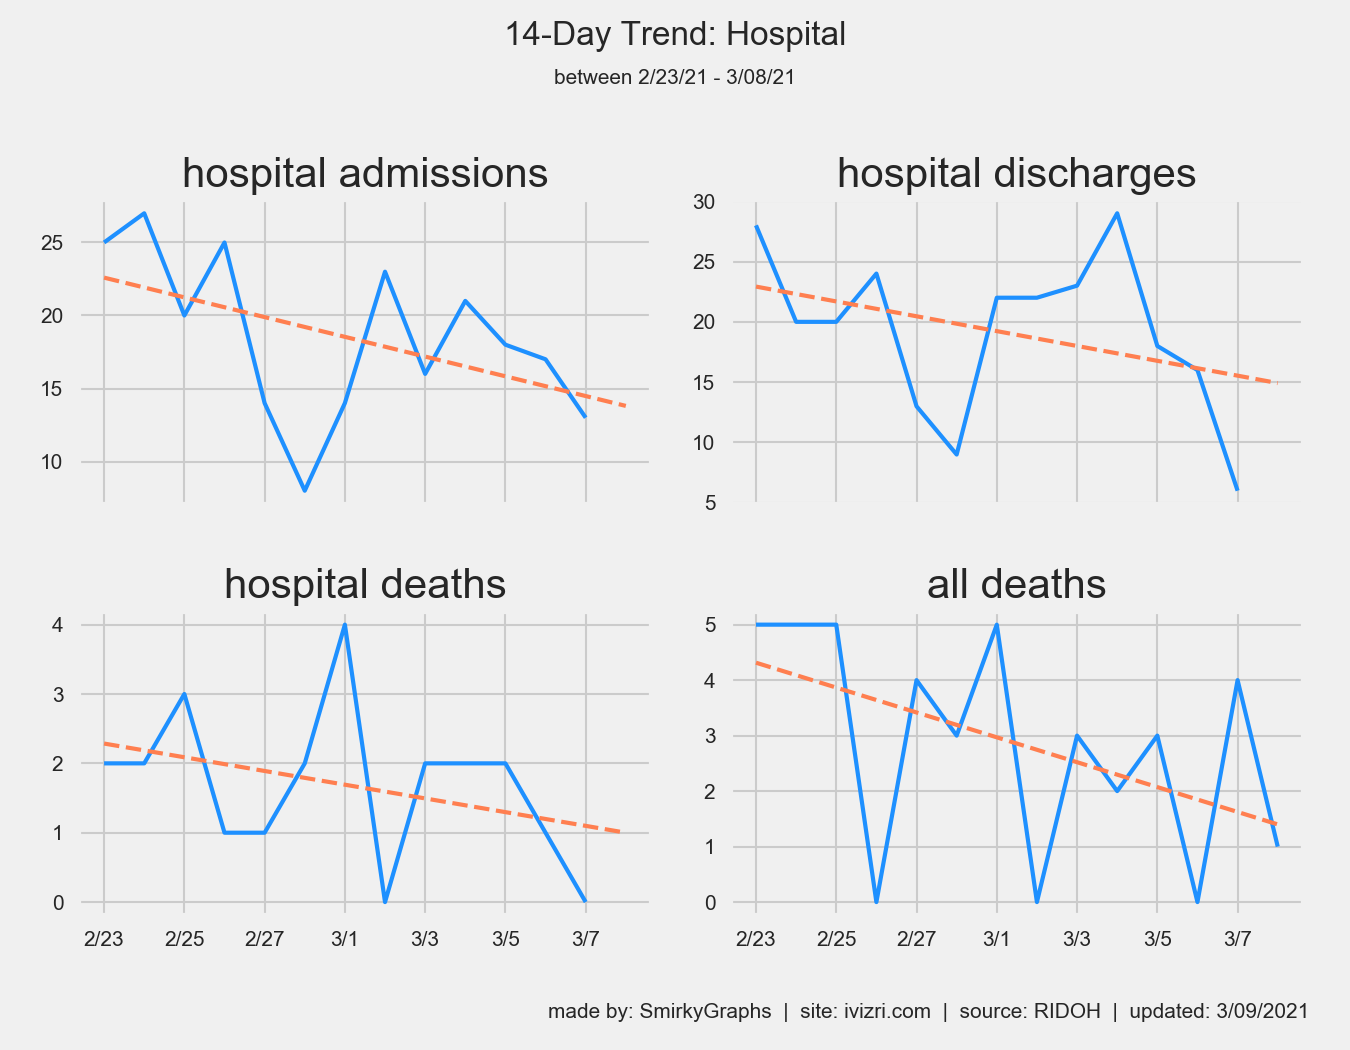 14-Day Trend: Hospital
between 2/23/21 - 3/08/21
hospital admissions
25
20
15
10
hospital discharges
30
25
20
15
10
5
hospital deaths
4
3
2
1
0
2/23 2/25 2/27 3/1 3/3 3/5 3/7
all deaths
5
4
3
2
1
0
2/23 2/25 2/27 3/1 3/3 3/5 3/7
made by: SmirkyGraphs | site: ivizri.com | source: RIDOH | updated: 3/09/2021